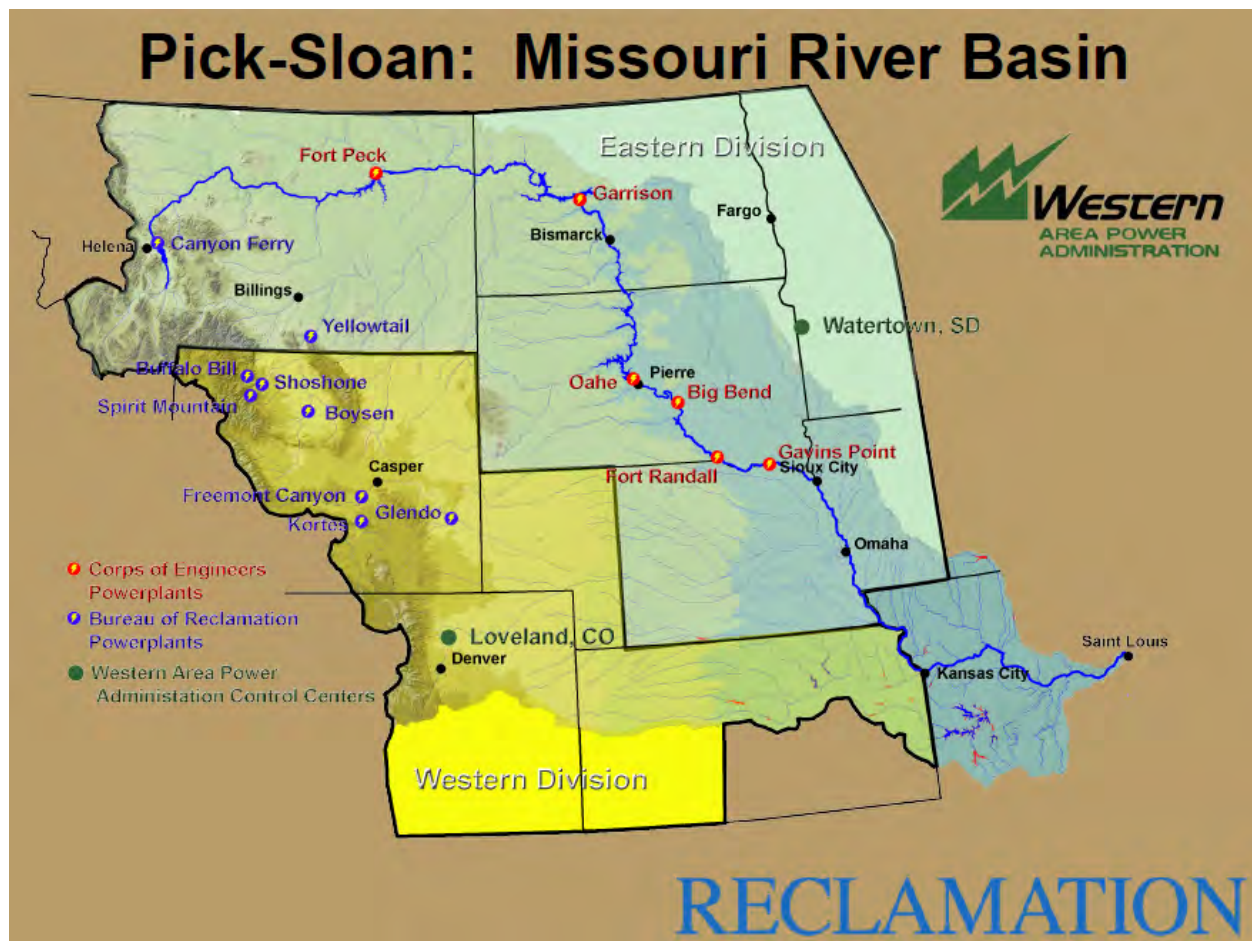 Pick-Sloan: Missouri River Basin
Eastern Division
Fort Peck
Garrison
Fargo
Bismarck
Western
AREA POWER
ADMINISTRATION
Helena
Canyon Ferry
Billings
Yellowtail
Watertown, SD
Buffalo Bill
Shoshone
Spirit Mountain
Boysen
Oahe
Pierre
Big Bend
Casper
Fort Randall
Gavins Point
Sioux City
Freemont Canyon
Kortes
Glendo
Omaha
Corps of Engineers
Powerplants
Bureau of Reclamation
Powerplants
Western Area Power
Administation Control Centers
Loveland, CO
Denver
Saint Louis
Kansas City
Western Division
RECLAMATION